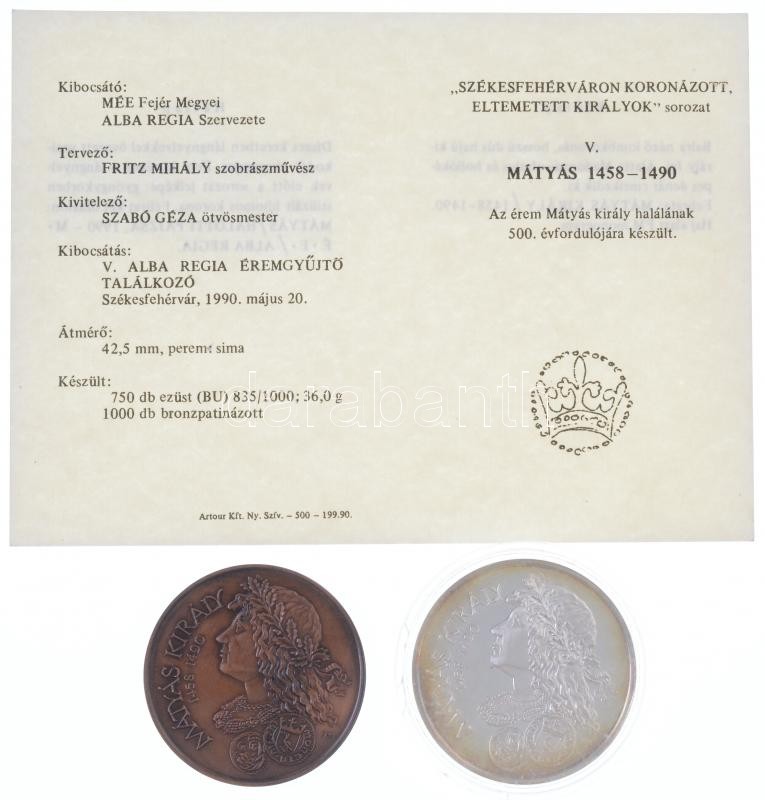 Kibocsátó:
MÉE Fejér Megyei
ALBA REGIA Szervezete
Tervező:
FRITZ MIHÁLY szobrászművész
Kivitelező:
SZABÓ GÉZA ötvösmester
Kibocsátás:
V. ALBA REGIA ÉREMGYŰJTŐ
TALÁLKOZÓ
Székesfehérvár, 1990. május 20.
Átmérő:
42,5 mm, perem: sima
Készült:
750 db ezüst (BU) 835/1000; 36,0 g
1000 db bronzpatinázott
Artour Kft. Ny. Szfv. – 500 – 199.90.
„SZÉKESFEHÉRVÁRON KORONÁZOTT,
ELTEMETETT KIRÁLYOK” sorozat
V.
MÁTYÁS 1458–1490
Az érem Mátyás király halálának
500. évfordulójára készült.
darabanth
MÁTYÁS KIRÁLY
1458-1490
MÁTYÁS KIRÁLY
1458-1490